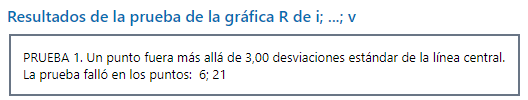 Resultados de la prueba de la gráfica R de i; ...; v
PRUEBA 1. Un punto fuera más allá de 3,00 desviaciones estándar de la línea central.
La prueba falló en los puntos:  6; 21